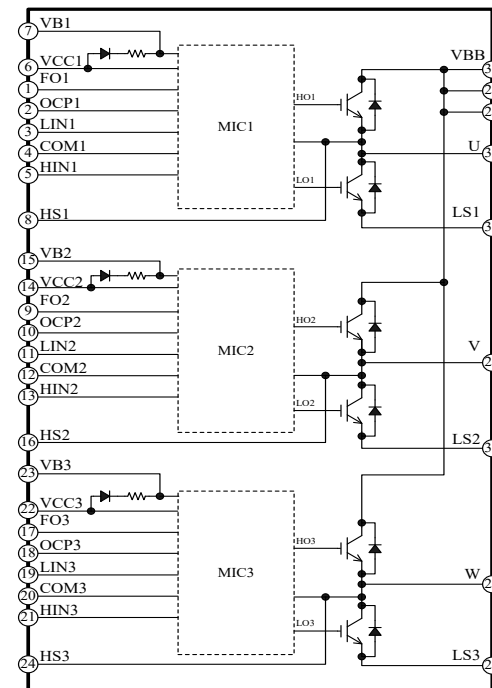 7 VB1
6 VCC1
1 FO1
2 OCP1
3 LIN1
4 COM1
5 HIN1
8 HS1
MIC1
HO1
LO1
VBB
U
LS1
15 VB2
14 VCC2
9 FO2
10 OCP2
11 LIN2
12 COM2
13 HIN2
16 HS2
MIC2
HO2
LO2
V
LS2
23 VB3
22 VCC3
17 FO3
18 OCP3
19 LIN3
20 COM3
21 HIN3
24 HS3
MIC3
HO3
LO3
W
LS3